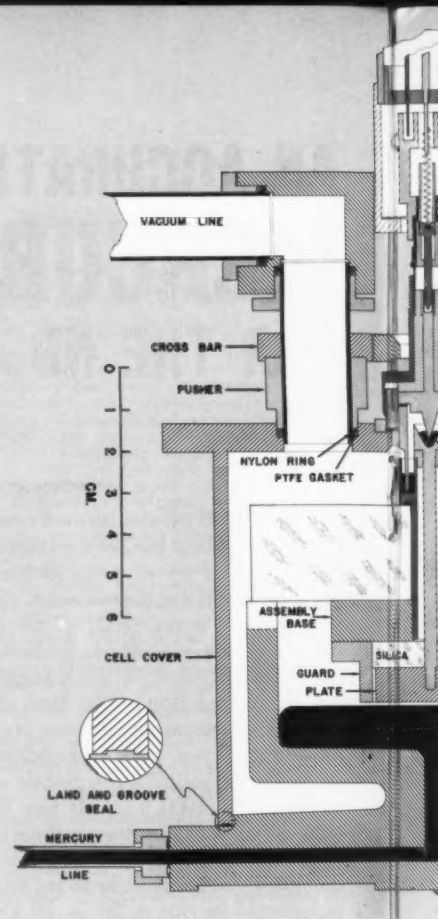 VACUUM LINE
CROSS BAR
PUSHER
0
1
2
3
4
5
6
CM.
NYLON RING
PTFE GASKET
ASSEMBLY
BASE
CELL COVER
SILICA
GUARD
PLATE
LAND AND GROOVE
SEAL
MERCURY
LINE